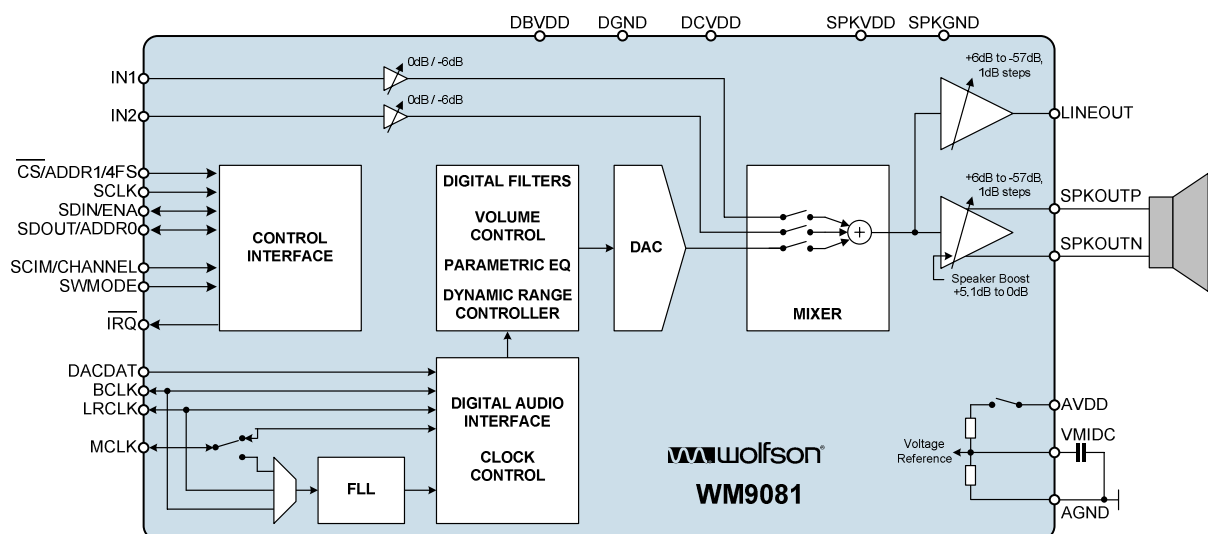 DBVDD DGND DCVDD SPKVDD SPKGND
IN1
0dB / -6dB
IN2
0dB / -6dB
+6dB to -57dB,
1dB steps
LINEOUT
CS/ADDR1/4FS
SCLK
SDIN/ENA
SDOUT/ADDR0
SCIM/CHANNEL
SWMODE
IRQ
CONTROL
INTERFACE
DIGITAL FILTERS
VOLUME
CONTROL
PARAMETRIC EQ
DYNAMIC RANGE
CONTROLLER
DAC
+
MIXER
+6dB to -57dB,
1dB steps
SPKOUTP
SPKOUTN
Speaker Boost
+5.1dB to 0dB
DACDAT
BCLK
LRCLK
MCLK
FLL
DIGITAL AUDIO
INTERFACE
CLOCK
CONTROL
wolfson®
WM9081
Voltage
Reference
AVDD
VMIDC
AGND